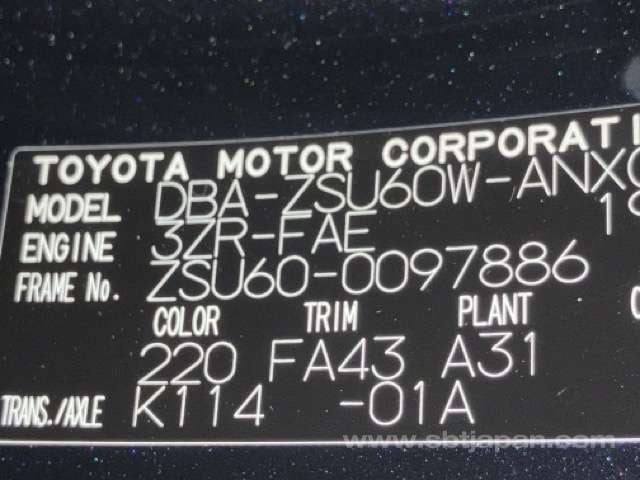 TOYOTA MOTOR CORPORATI
MODEL DBA-ZSU60W-ANX
ENGINE 3ZR-FAE 19
FRAME No. ZSU60-0097886
COLOR TRIM PLANT
220 FA43 A31
TRANS./AXLE K114 -01A
www.sbtjapan.com